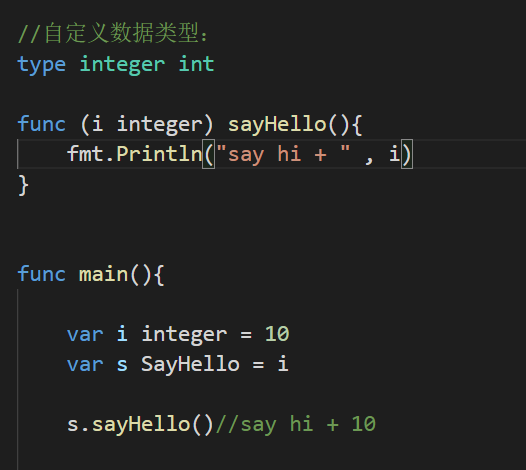 //自定义数据类型：
type integer int
func (i integer) sayHello(){
fmt.Println("say hi + " , i)
}
func main(){
var i integer = 10
var s SayHello = i
s.sayHello()//say hi + 10